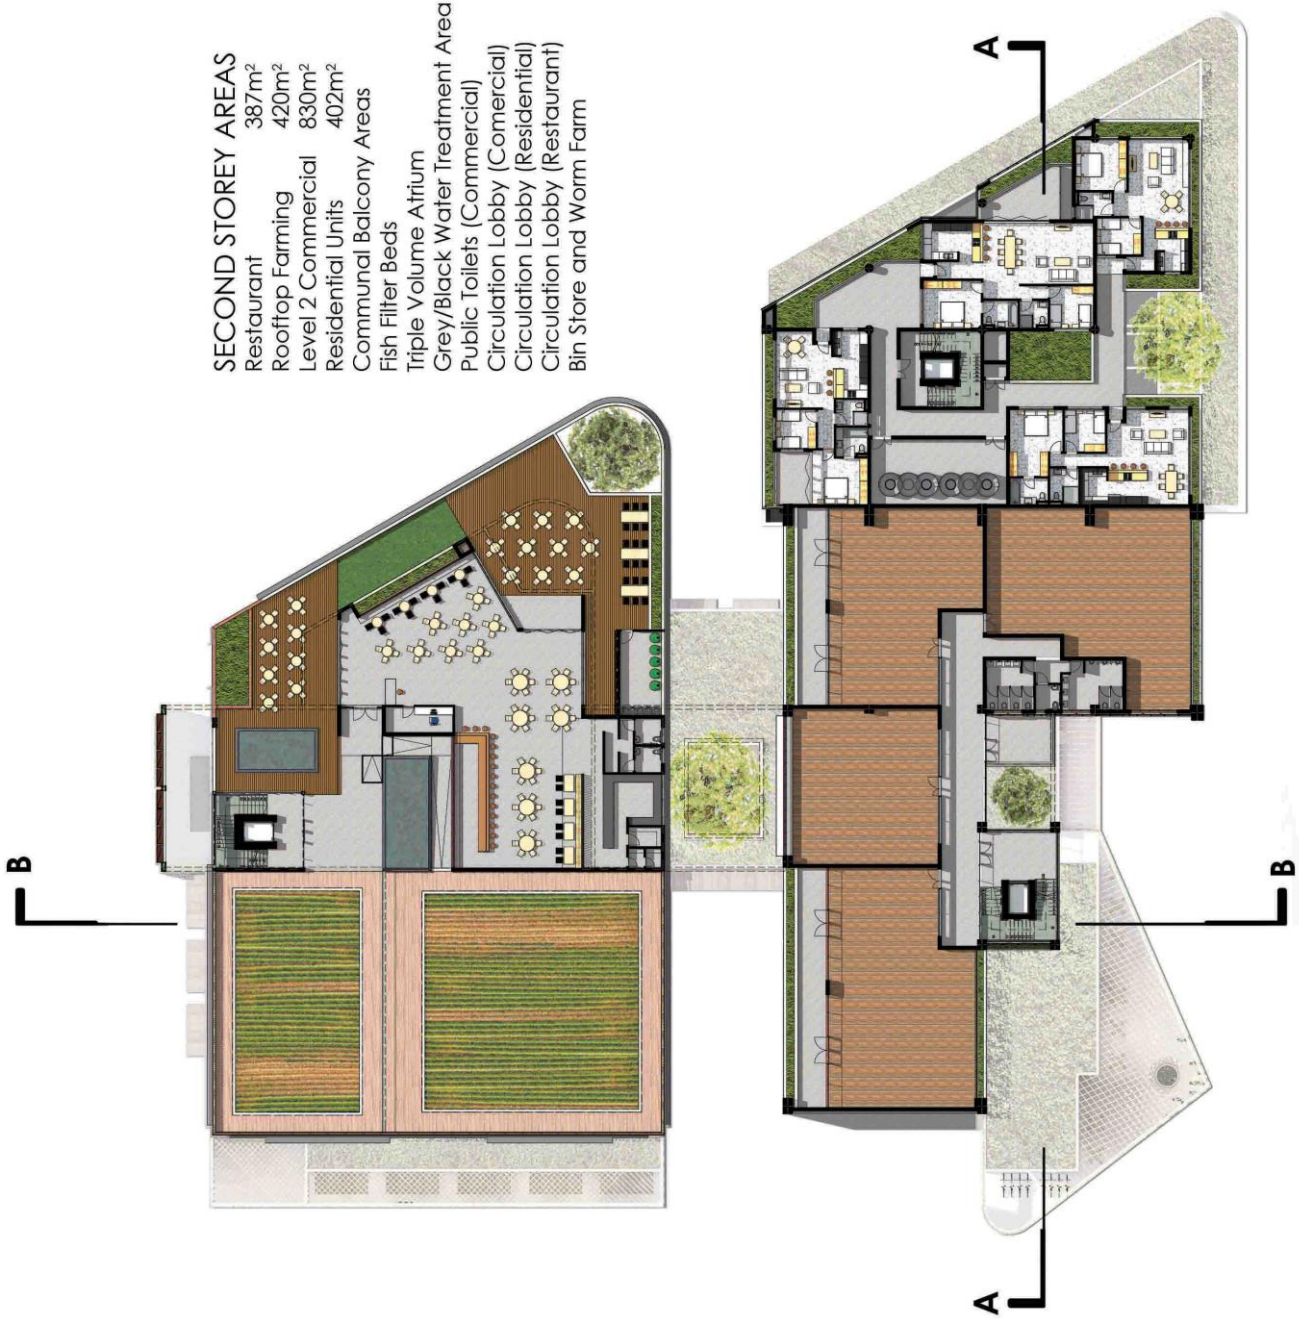 SECOND STOREY AREAS
Restaurant 387m²
Rooftop Farming 420m²
Level 2 Commercial 830m²
Residential Units 402m²
Communal Balcony Areas
Fish Filter Beds
Triple Volume Atrium
Grey/Black Water Treatment Area
Public Toilets (Commercial)
Circulation Lobby (Comercial)
Circulation Lobby (Residential)
Circulation Lobby (Restaurant)
Bin Store and Worm Farm
A
B
B
A